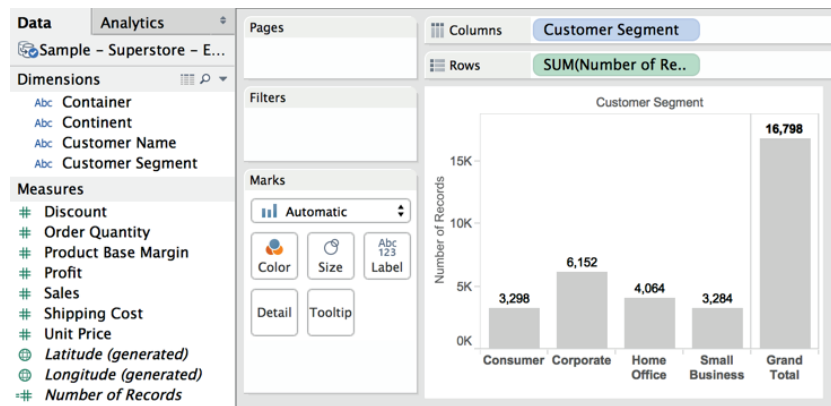 Data Analytics
Sample – Superstore – E...
Dimensions
Abc Container
Abc Continent
Abc Customer Name
Abc Customer Segment
Measures
# Discount
# Order Quantity
# Product Base Margin
# Profit
# Sales
# Shipping Cost
# Unit Price
Latitude (generated)
Longitude (generated)
=# Number of Records
Pages
Filters
Marks
Automatic
Color Size Abc 123 Label
Detail Tooltip
Columns Customer Segment
Rows SUM(Number of Re..
Customer Segment
Number of Records
15K
10K
5K
0K
3,298
6,152
4,064
3,284
16,798
Consumer Corporate Home Office Small Business Grand Total